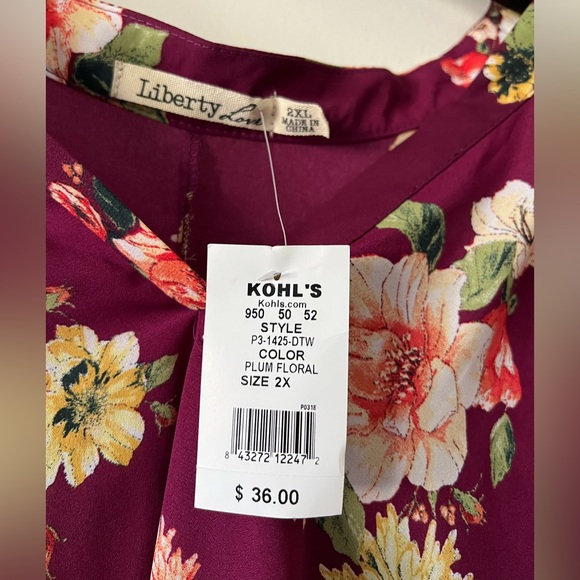 Liberty Love
2XL
MADE IN
CHINA
KOHL'S
Kohls.com
950 50 52
STYLE
P3-1425-DTW
COLOR
PLUM FLORAL
SIZE 2X
P0318
8 43272 12247 2
$ 36.00